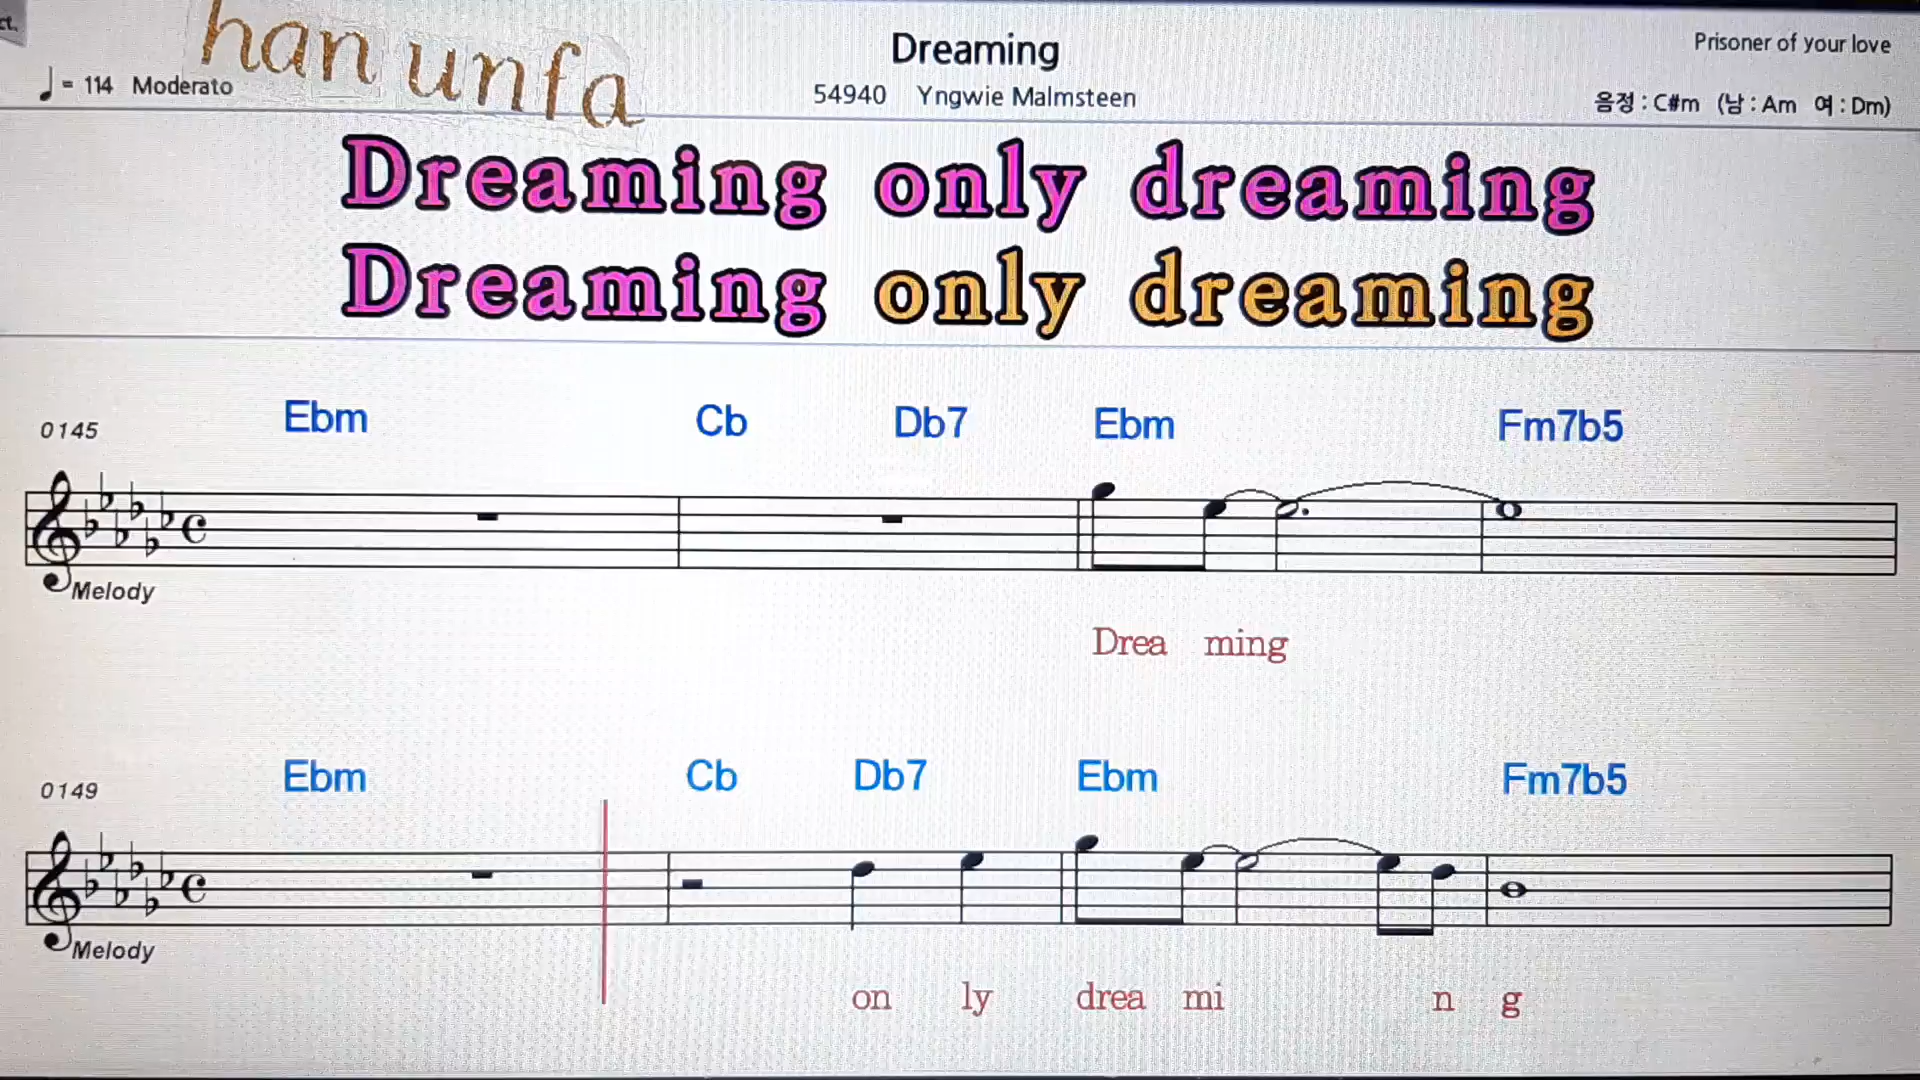 ct.
han unfa
Dreaming
Prisoner of your love
= 114 Moderato
54940 Yngwie Malmsteen
음정 : C#m (남 : Am 여 : Dm)
Dreaming only dreaming
Dreaming only dreaming
0145 Ebm Cb Db7 Ebm Fm7b5
Melody
Drea ming
0149 Ebm Cb Db7 Ebm Fm7b5
Melody
on ly drea mi n g